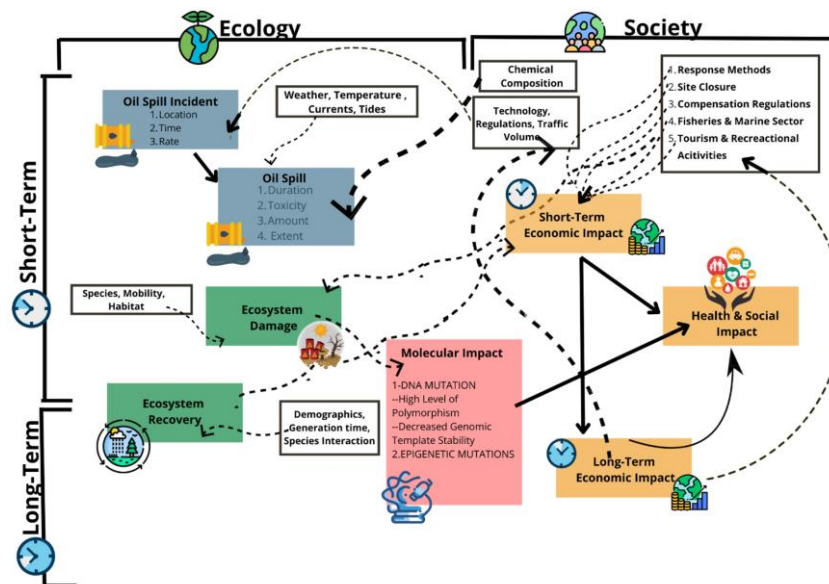 Ecology
Society
Short-Term
Long-Term
Oil Spill Incident
1.Location
2.Time
3.Rate
Weather, Temperature ,
Currents, Tides
Chemical
Composition
Technology,
Regulations, Traffic
Volume
1. Response Methods
2. Site Closure
3. Compensation Regulations
4. Fisheries & Marine Sector
5. Tourism & Recreactional
Acitivities
Oil Spill
1.Duration
2.Toxicity
3.Amount
4. Extent
Short-Term
Economic Impact
Species, Mobility,
Habitat
Ecosystem
Damage
Health & Social
Impact
Molecular Impact
1-DNA MUTATION
--High Level of
Polymorphism
--Decreased Genomic
Template Stability
2.EPIGENETIC MUTATIONS
Ecosystem
Recovery
Demographics,
Generation time,
Species Interaction
Long-Term
Economic Impact